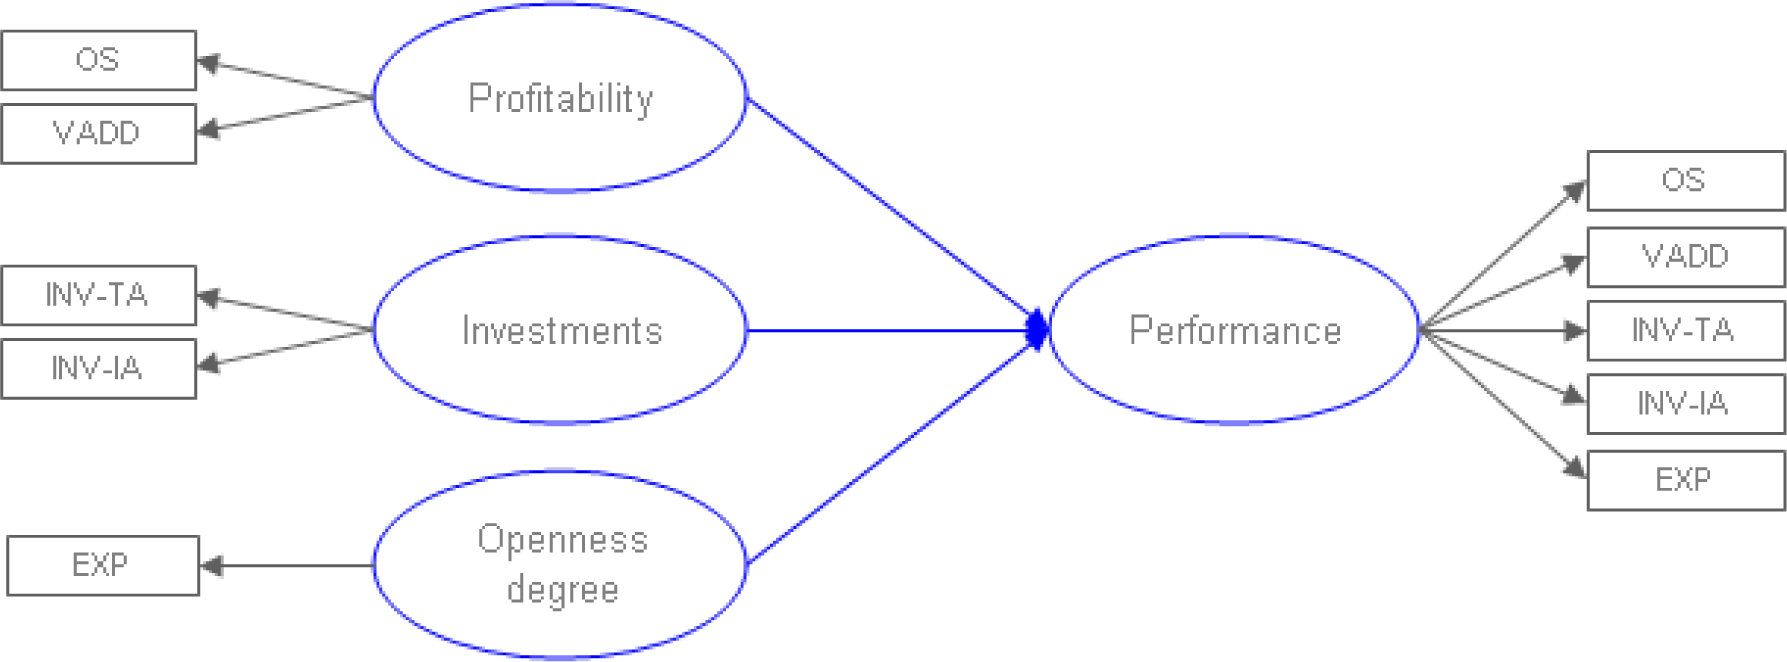 OS
VADD
Profitability
INV-TA
INV-IA
Investments
EXP
Openness
degree
Performance
OS
VADD
INV-TA
INV-IA
EXP